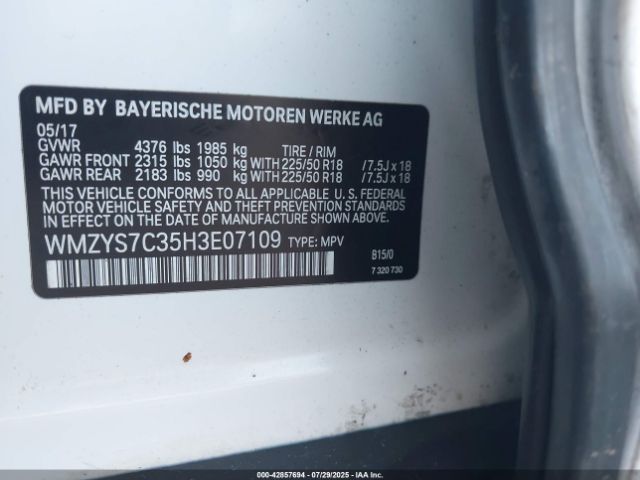 MFD BY BAYERISCHE MOTOREN WERKE AG
05/17
GVWR 4376 lbs 1985 kg TIRE / RIM
GAWR FRONT 2315 lbs 1050 kg WITH 225/50 R18 /7.5J x 18
GAWR REAR 2183 lbs 990 kg WITH 225/50 R18 /7.5J x 18
THIS VEHICLE CONFORMS TO ALL APPLICABLE U. S. FEDERAL
MOTOR VEHICLE SAFETY AND THEFT PREVENTION STANDARDS
IN EFFECT ON THE DATE OF MANUFACTURE SHOWN ABOVE.
WMZYS7C35H3E07109 TYPE: MPV
B15/0
7 320 730
000-42857694 07/29/2025 IAA Inc.